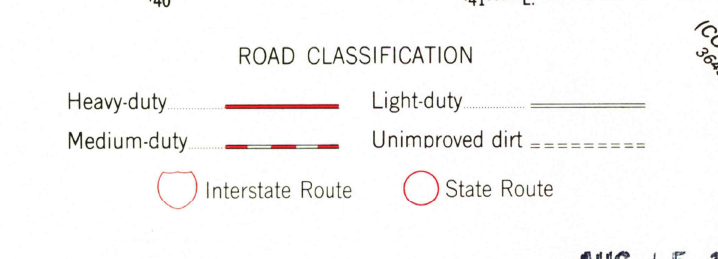 ROAD CLASSIFICATION
Heavy-duty Light-duty
Medium-duty Unimproved dirt
Interstate Route State Route